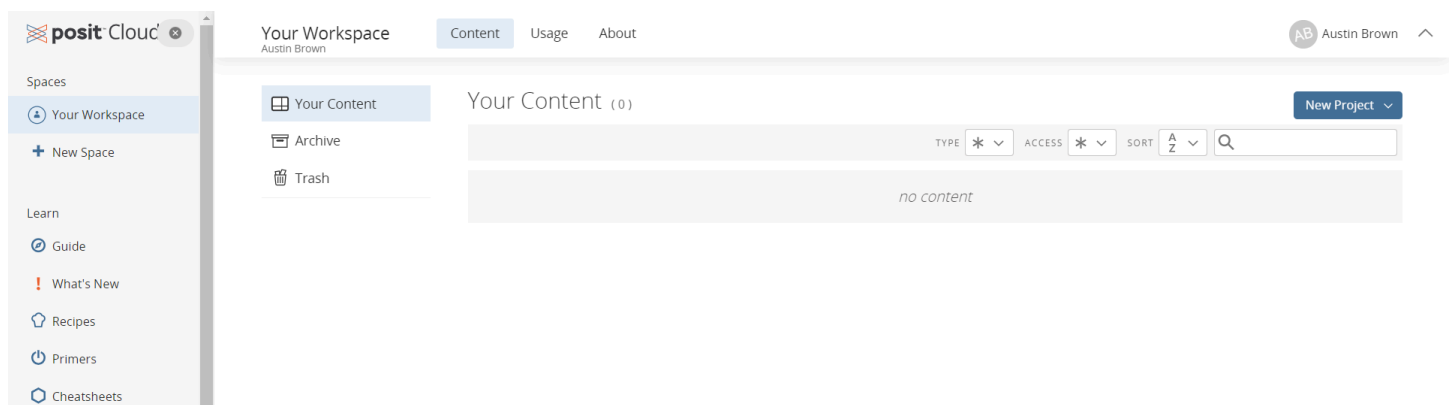 posit Cloud
Spaces
Your Workspace
New Space
Learn
Guide
What's New
Recipes
Primers
Cheatsheets
Your Workspace
Austin Brown
Content Usage About
AB Austin Brown
Your Content
Archive
Trash
Your Content (0)
New Project
TYPE * ACCESS * SORT A Z
no content